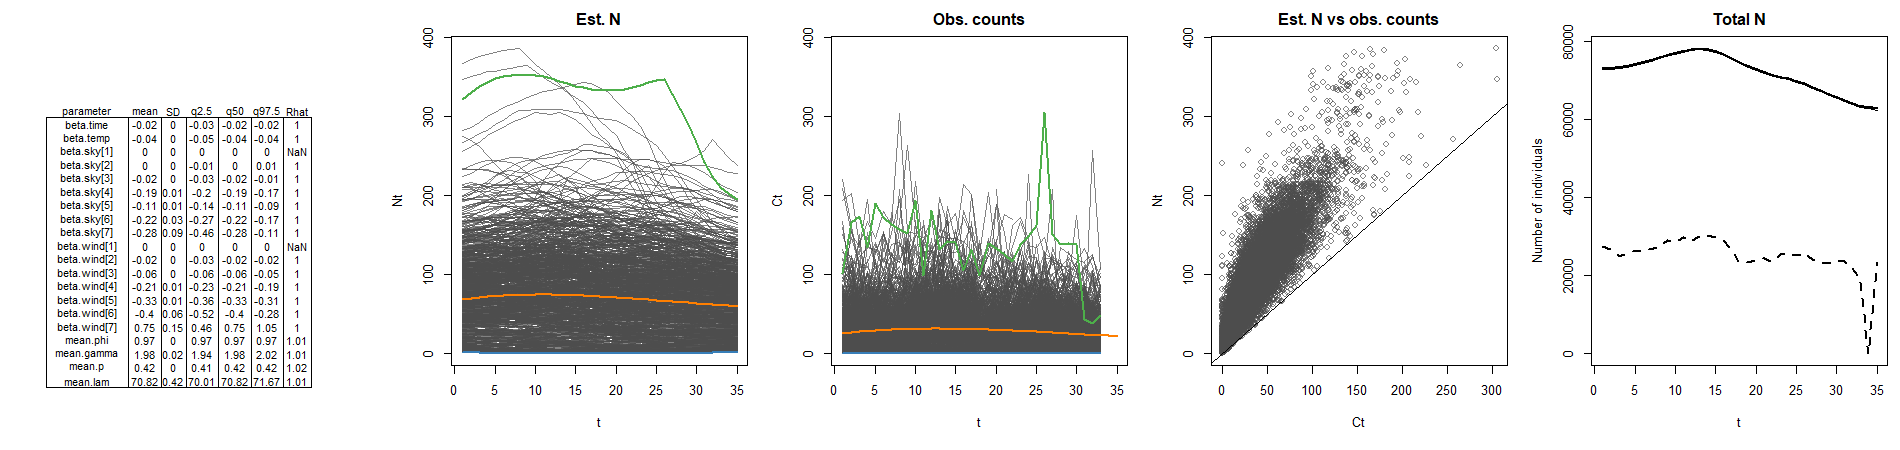 parameter mean SD q2.5 q50 q97.5 Rhat
beta.time -0.02 0 -0.03 -0.02 -0.02 1
beta.temp -0.04 0 -0.05 -0.04 -0.04 1
beta.sky[1] 0 0 0 0 0 NaN
beta.sky[2] 0 0 -0.01 0 0.01 1
beta.sky[3] -0.02 0 -0.03 -0.02 -0.01 1
beta.sky[4] -0.19 0.01 -0.2 -0.19 -0.17 1
beta.sky[5] -0.11 0.01 -0.14 -0.11 -0.09 1
beta.sky[6] -0.22 0.03 -0.27 -0.22 -0.17 1
beta.sky[7] -0.28 0.09 -0.46 -0.28 -0.11 1
beta.wind[1] 0 0 0 0 0 NaN
beta.wind[2] -0.02 0 -0.03 -0.02 -0.02 1
beta.wind[3] -0.06 0 -0.06 -0.06 -0.05 1
beta.wind[4] -0.21 0.01 -0.23 -0.21 -0.19 1
beta.wind[5] -0.33 0.01 -0.36 -0.33 -0.31 1
beta.wind[6] -0.4 0.06 -0.52 -0.4 -0.28 1
beta.wind[7] 0.75 0.15 0.46 0.75 1.05 1
mean.phi 0.97 0 0.97 0.97 0.97 1.01
mean.gamma 1.98 0.02 1.94 1.98 2.02 1.01
mean.p 0.42 0 0.41 0.42 0.42 1.02
mean.lam 70.82 0.42 70.01 70.82 71.67 1.01
Est. N
Nt
400
300
200
100
0
0 5 10 15 20 25 30 35
t
Obs. counts
Ct
400
300
200
100
0
0 5 10 15 20 25 30 35
t
Est. N vs obs. counts
Nt
400
300
200
100
0
0 50 100 150 200 250 300
Ct
Total N
Number of individuals
80000
60000
40000
20000
0
0 5 10 15 20 25 30 35
t